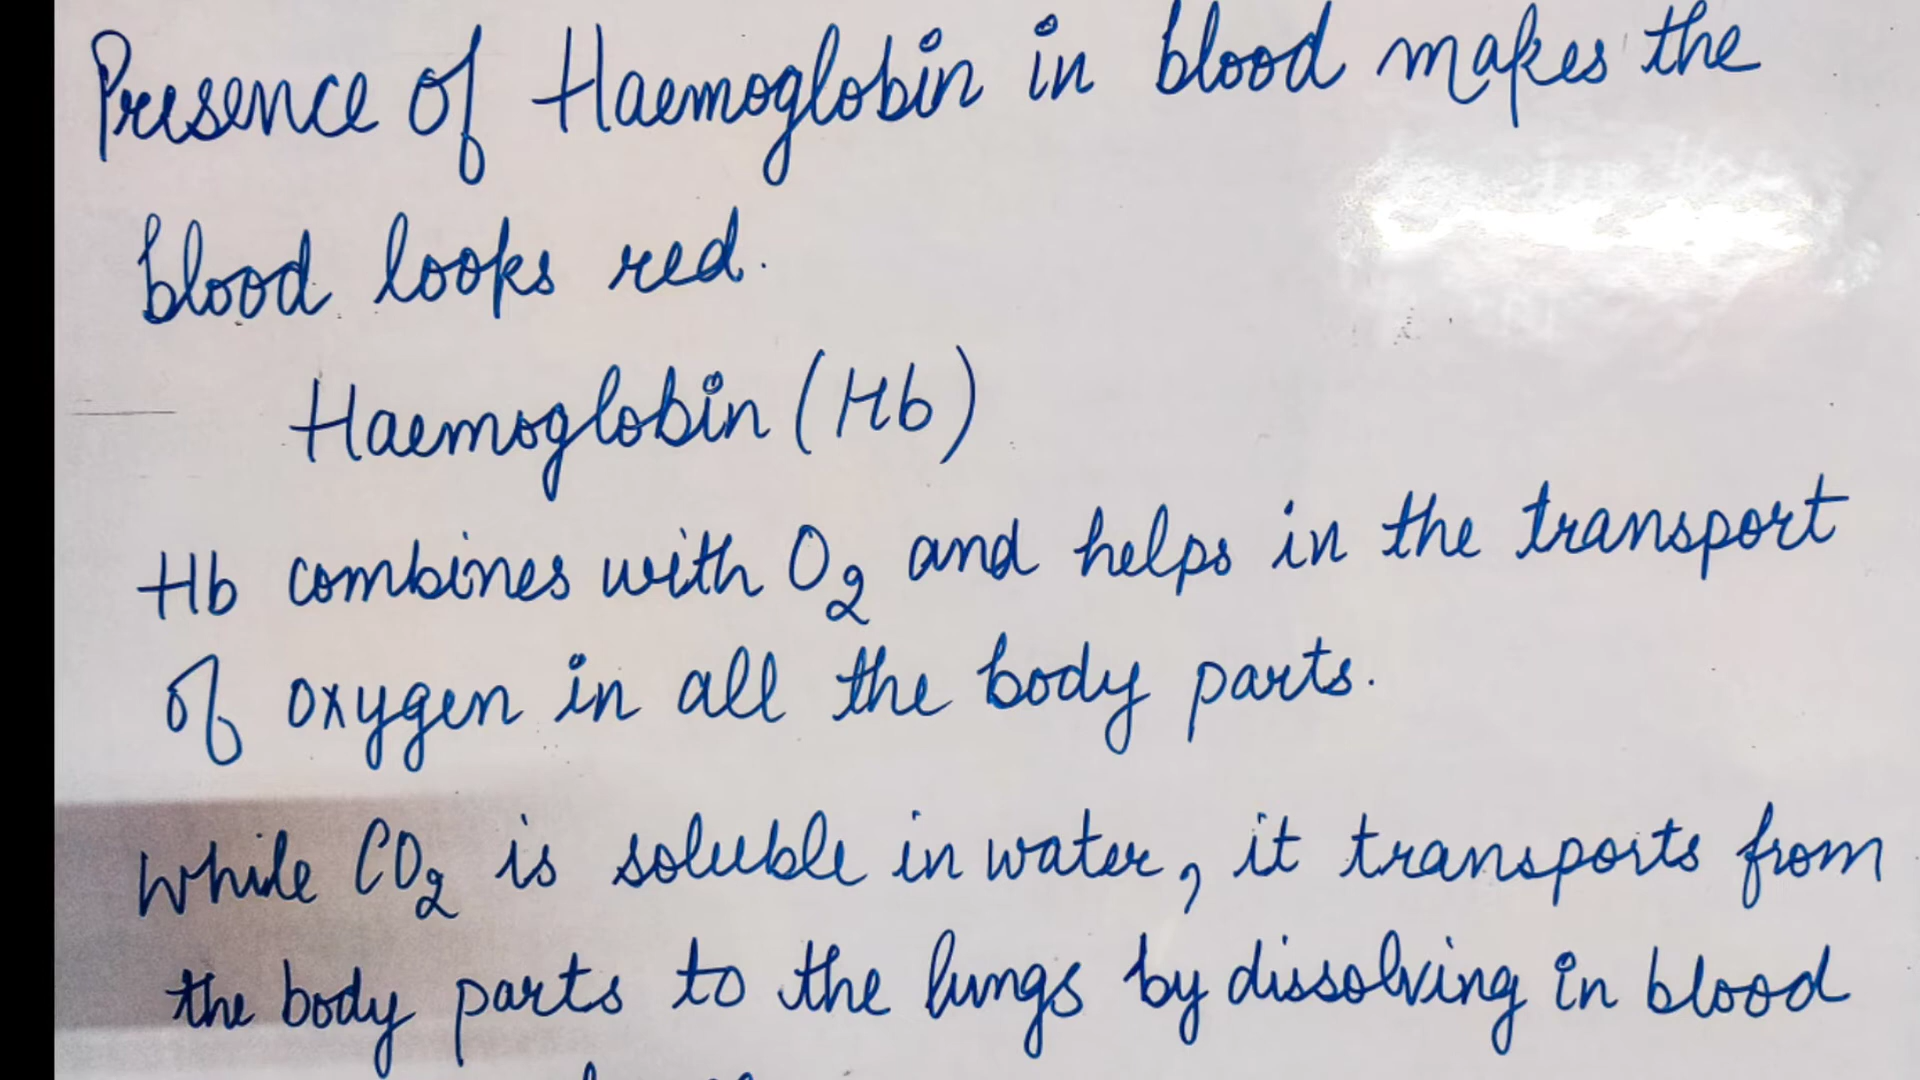 Presence of Haemoglobin in blood makes the
blood looks red.
Haemoglobin (Hb)
Hb combines with O₂ and helps in the transport
of oxygen in all the body parts.
While CO₂ is soluble in water, it transports from
the body parts to the lungs by dissolving in blood